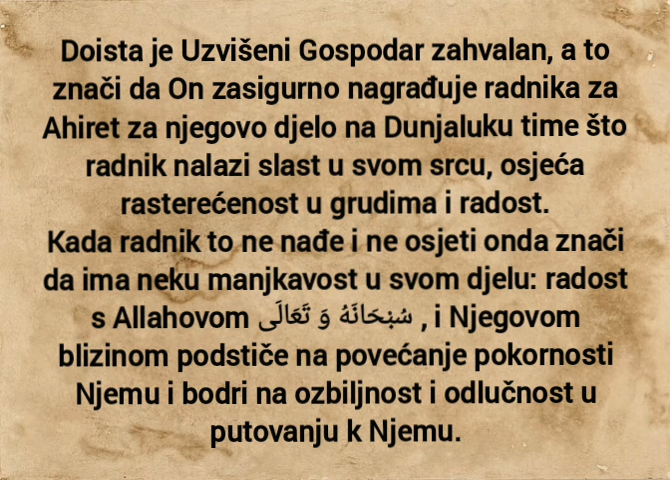 Doista je Uzvišeni Gospodar zahvalan, a to
znači da On zasigurno nagrađuje radnika za
Ahiret za njegovo djelo na Dunjaluku time što
radnik nalazi slast u svom srcu, osjeća
rasterećenost u grudima i radost.
Kada radnik to ne nađe i ne osjeti onda znači
da ima neku manjkavost u svom djelu: radost
s Allahovom سُبْحَانَهُ وَ تَعَالَى , i Njegovom
blizinom podstiče na povećanje pokornosti
Njemu i bodri na ozbiljnost i odlučnost u
putovanju k Njemu.